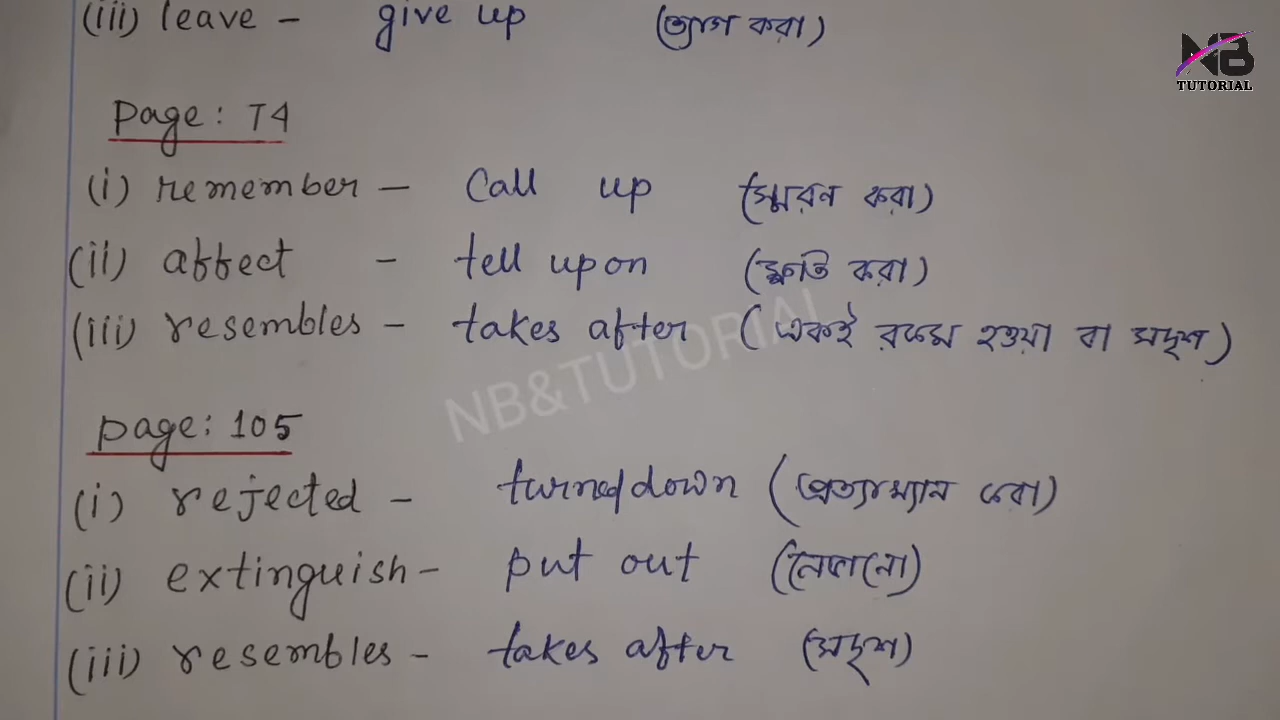 (iii) leave - give up (ত্যাগ করা)
NB
TUTORIAL
Page: T4
(i) remember - Call up (স্মরন করা)
(ii) affect - tell upon (ক্ষতি করা)
(iii) resembles - takes after (একই রকম হওয়া বা সদৃশ)
NB&TUTORIAL
page: 105
(i) rejected - turned down (প্রত্যাখ্যান করা)
(ii) extinguish - put out (নেভানো)
(iii) resembles - takes after (সদৃশ)